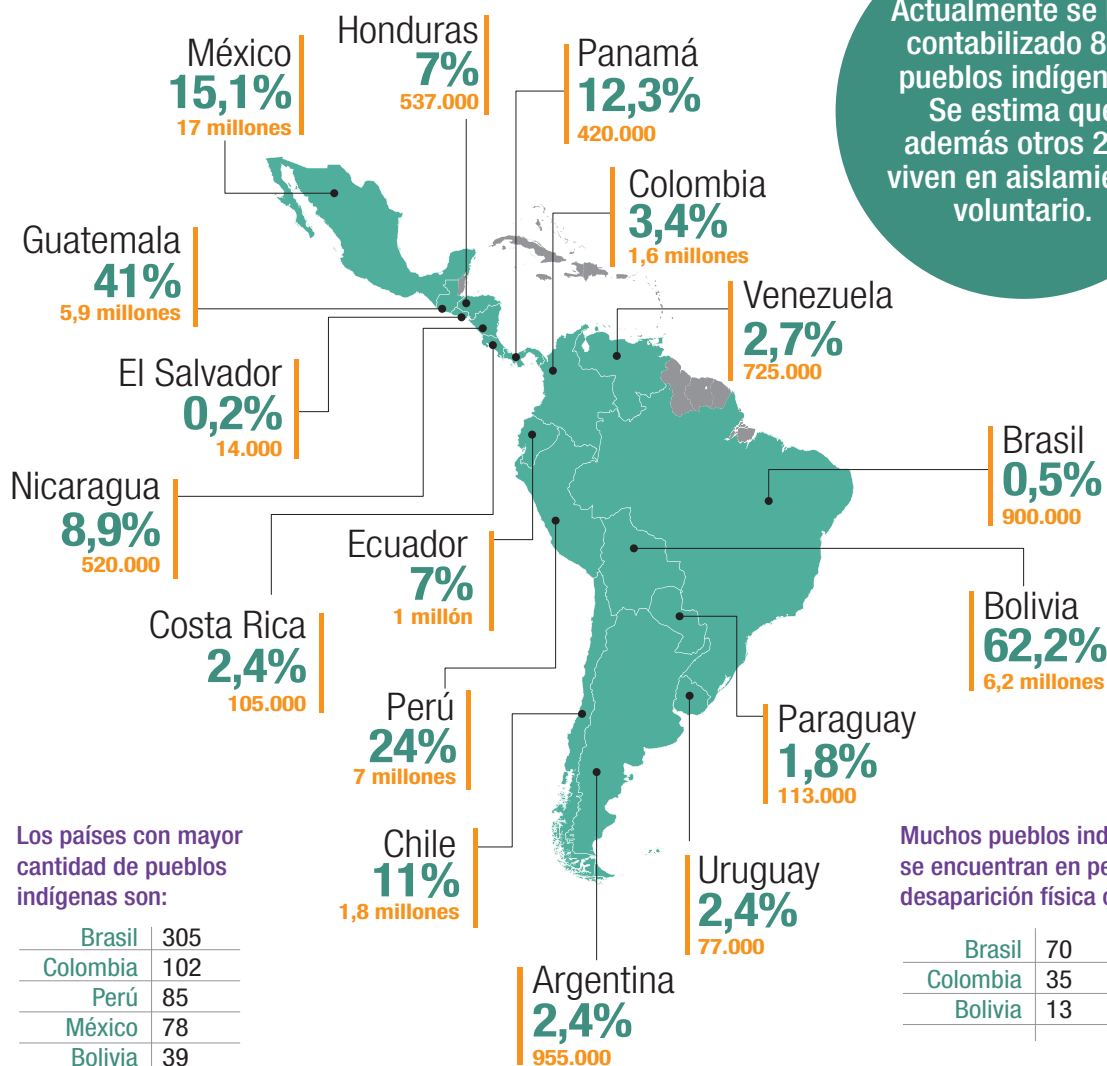 Actualmente se
contabilizado
pueblos
Se estima que
además otros
viven en
voluntario.
Honduras
7%
537.000
México
15,1%
17 millones
Panamá
12,3%
420.000
Colombia
3,4%
1,6 millones
Guatemala
41%
5,9 millones
Venezuela
2,7%
725.000
El Salvador
0,2%
14.000
Brasil
0,5%
900.000
Nicaragua
8,9%
520.000
Ecuador
7%
1 millón
Costa Rica
2,4%
105.000
Bolivia
62,2%
6,2 millones
Perú
24%
7 millones
Paraguay
1,8%
113.000
Chile
11%
1,8 millones
Uruguay
2,4%
77.000
Argentina
2,4%
955.000
Los países con mayor
cantidad de pueblos
indígenas son:
Brasil 305
Colombia 102
Perú 85
México 78
Bolivia 39
Muchos pueblos
se encuentran en
desaparición física
Brasil 70
Colombia 35
Bolivia 13